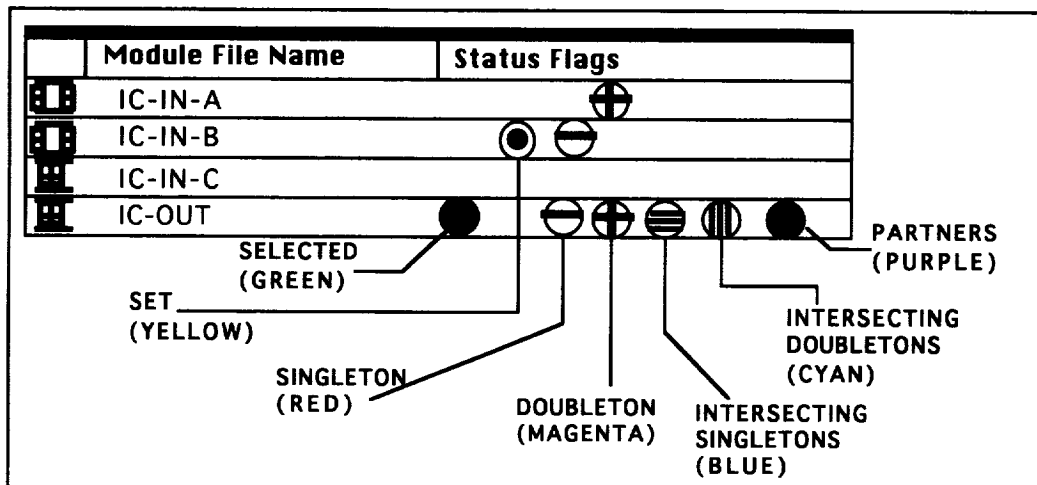 Module File Name Status Flags
IC-IN-A
IC-IN-B
IC-IN-C
IC-OUT
SELECTED
(GREEN)
PARTNERS
(PURPLE)
SET
(YELLOW)
INTERSECTING
DOUBLETONS
(CYAN)
SINGLETON
(RED)
DOUBLETON
(MAGENTA)
INTERSECTING
SINGLETONS
(BLUE)